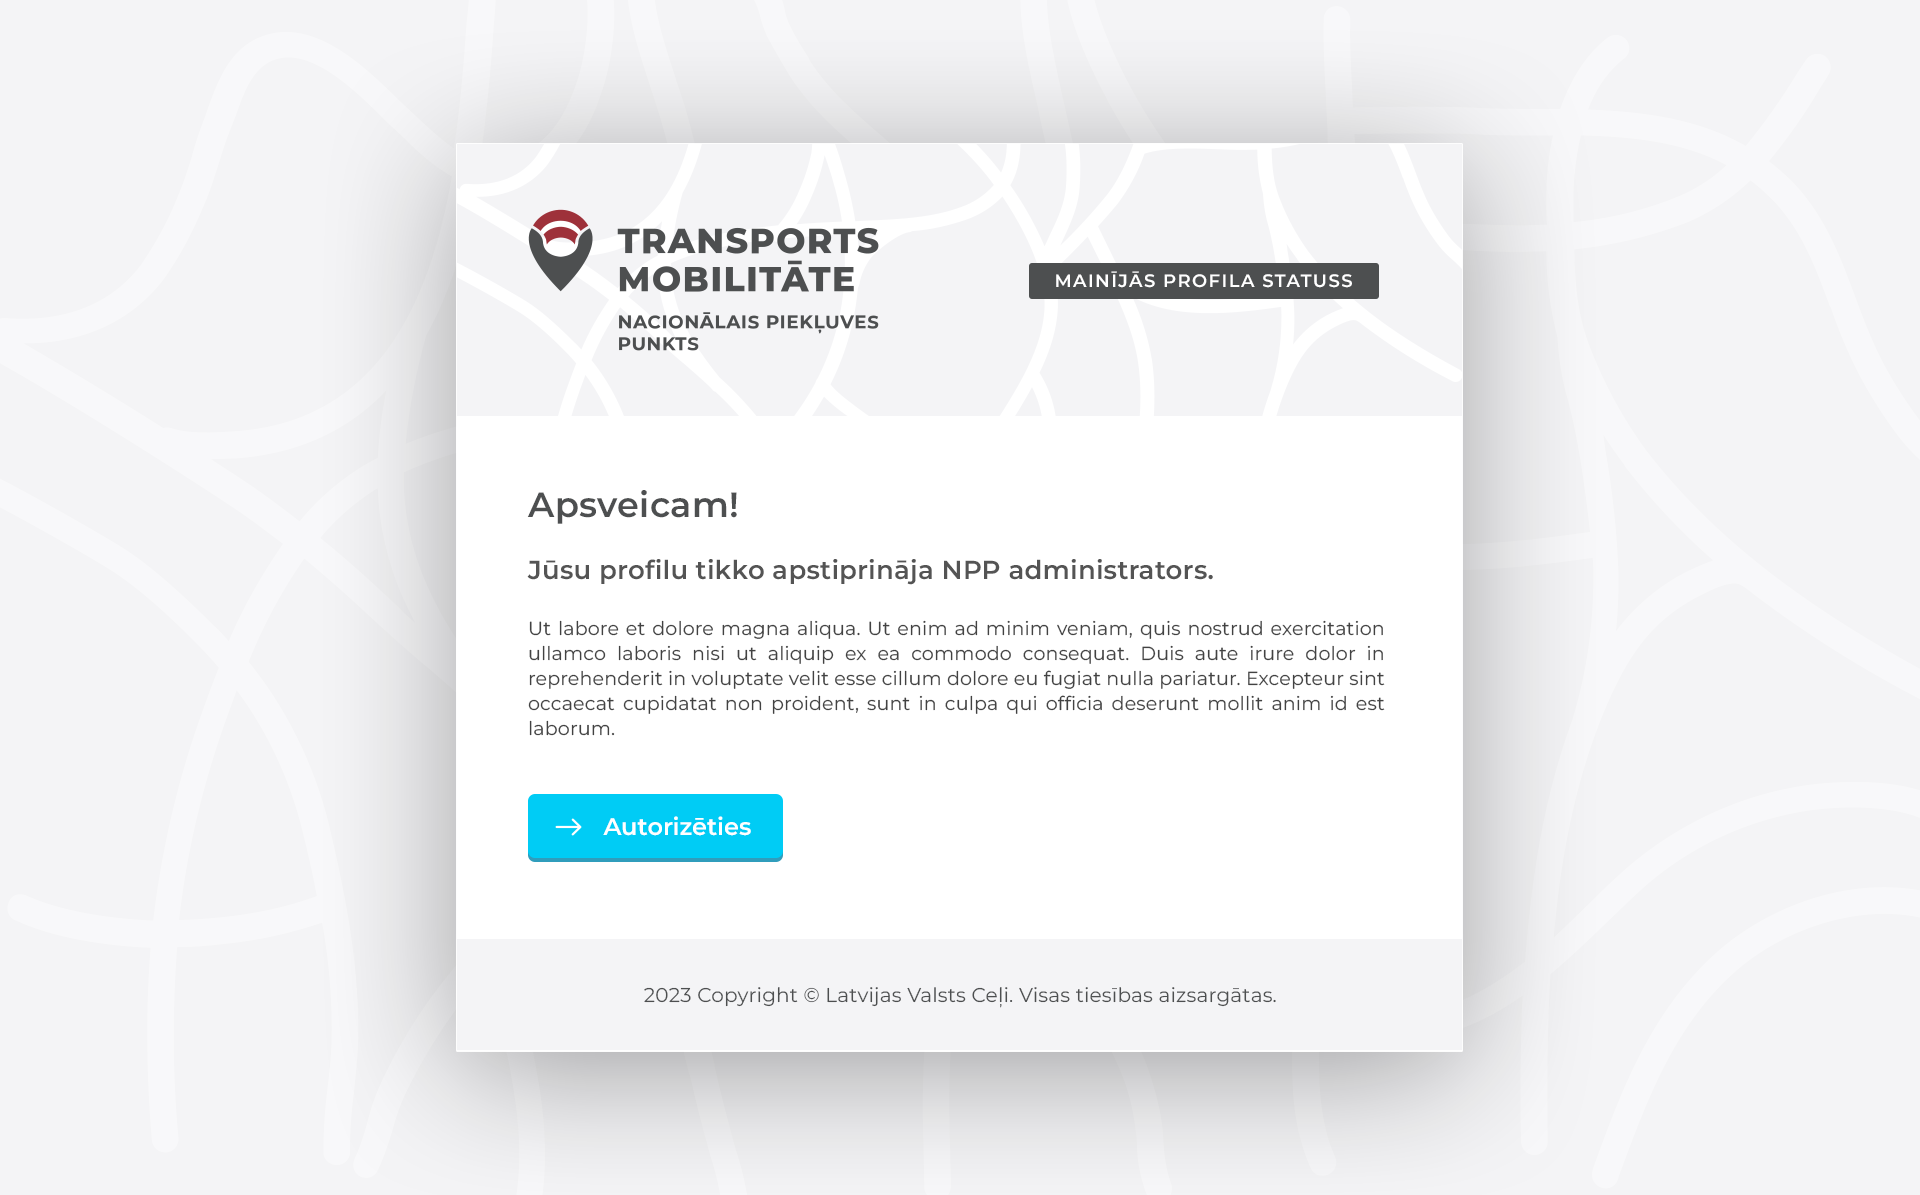 TRANSPORTS
MOBILITĀTE
NACIONĀLAIS PIEKĻUVES
PUNKTS
MAINĪJĀS PROFILA STATUSS
Apsveicam!
Jūsu profilu tikko apstiprināja NPP administrators.
Ut labore et dolore magna aliqua. Ut enim ad minim veniam, quis nostrud exercitation
ullamco laboris nisi ut aliquip ex ea commodo consequat. Duis aute irure dolor in
reprehenderit in voluptate velit esse cillum dolore eu fugiat nulla pariatur. Excepteur sint
occaecat cupidatat non proident, sunt in culpa qui officia deserunt mollit anim id est
laborum.
Autorizēties
2023 Copyright © Latvijas Valsts Ceļi. Visas tiesības aizsargātas.